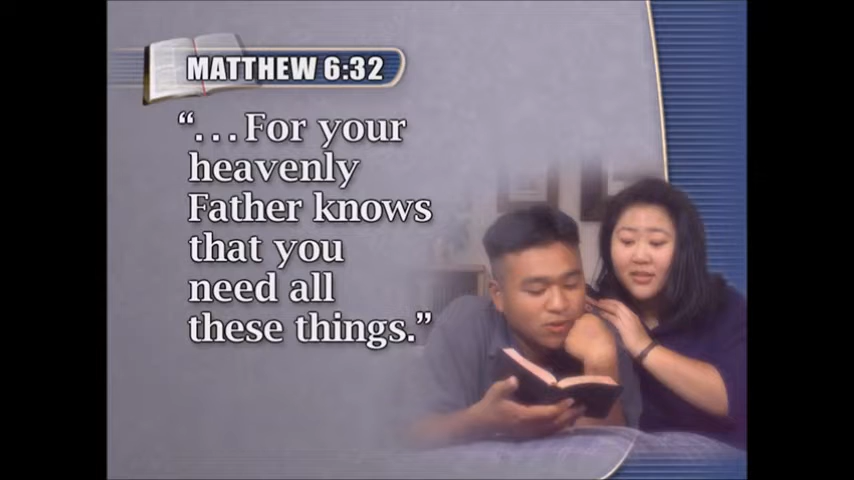 MATTHEW 6:32
“...For your
heavenly
Father knows
that you
need all
these things.”